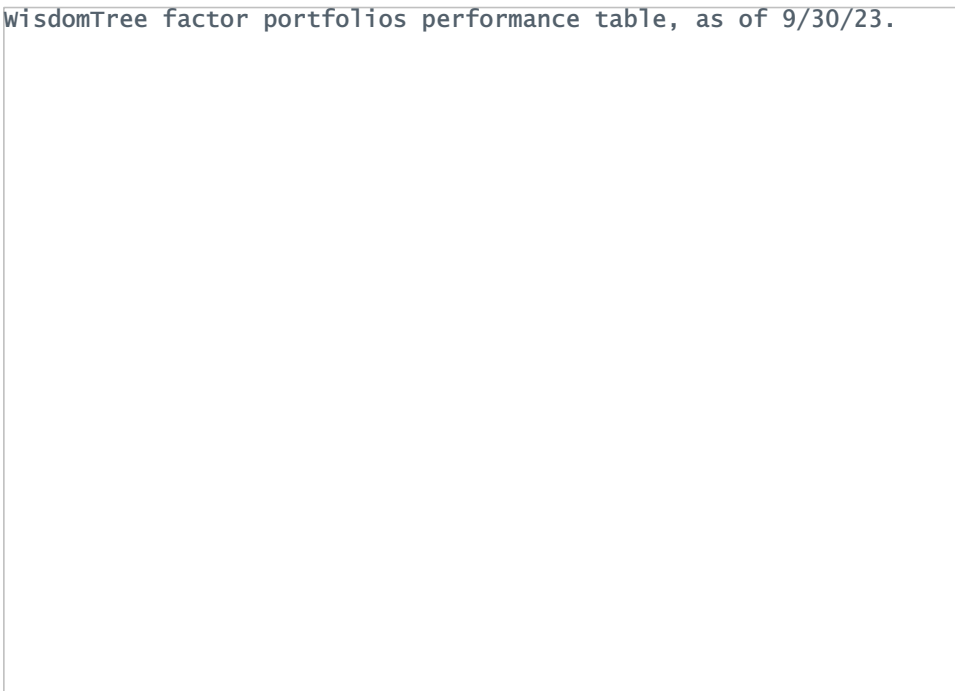 WisdomTree factor portfolios performance table, as of 9/30/23.